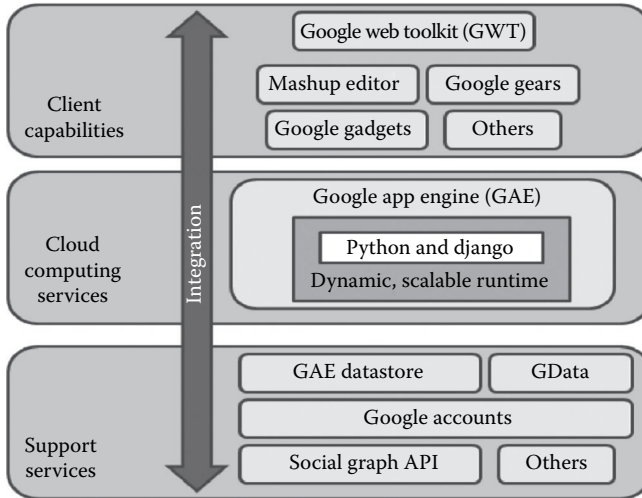 Google web toolkit (GWT)
Mashup editor
Google gears
Client
capabilities
Google gadgets
Others
Google app engine (GAE)
Python and django
Cloud
computing
services
Dynamic, scalable runtime
Integration
GAE datastore
GData
Google accounts
Support
services
Social graph API
Others